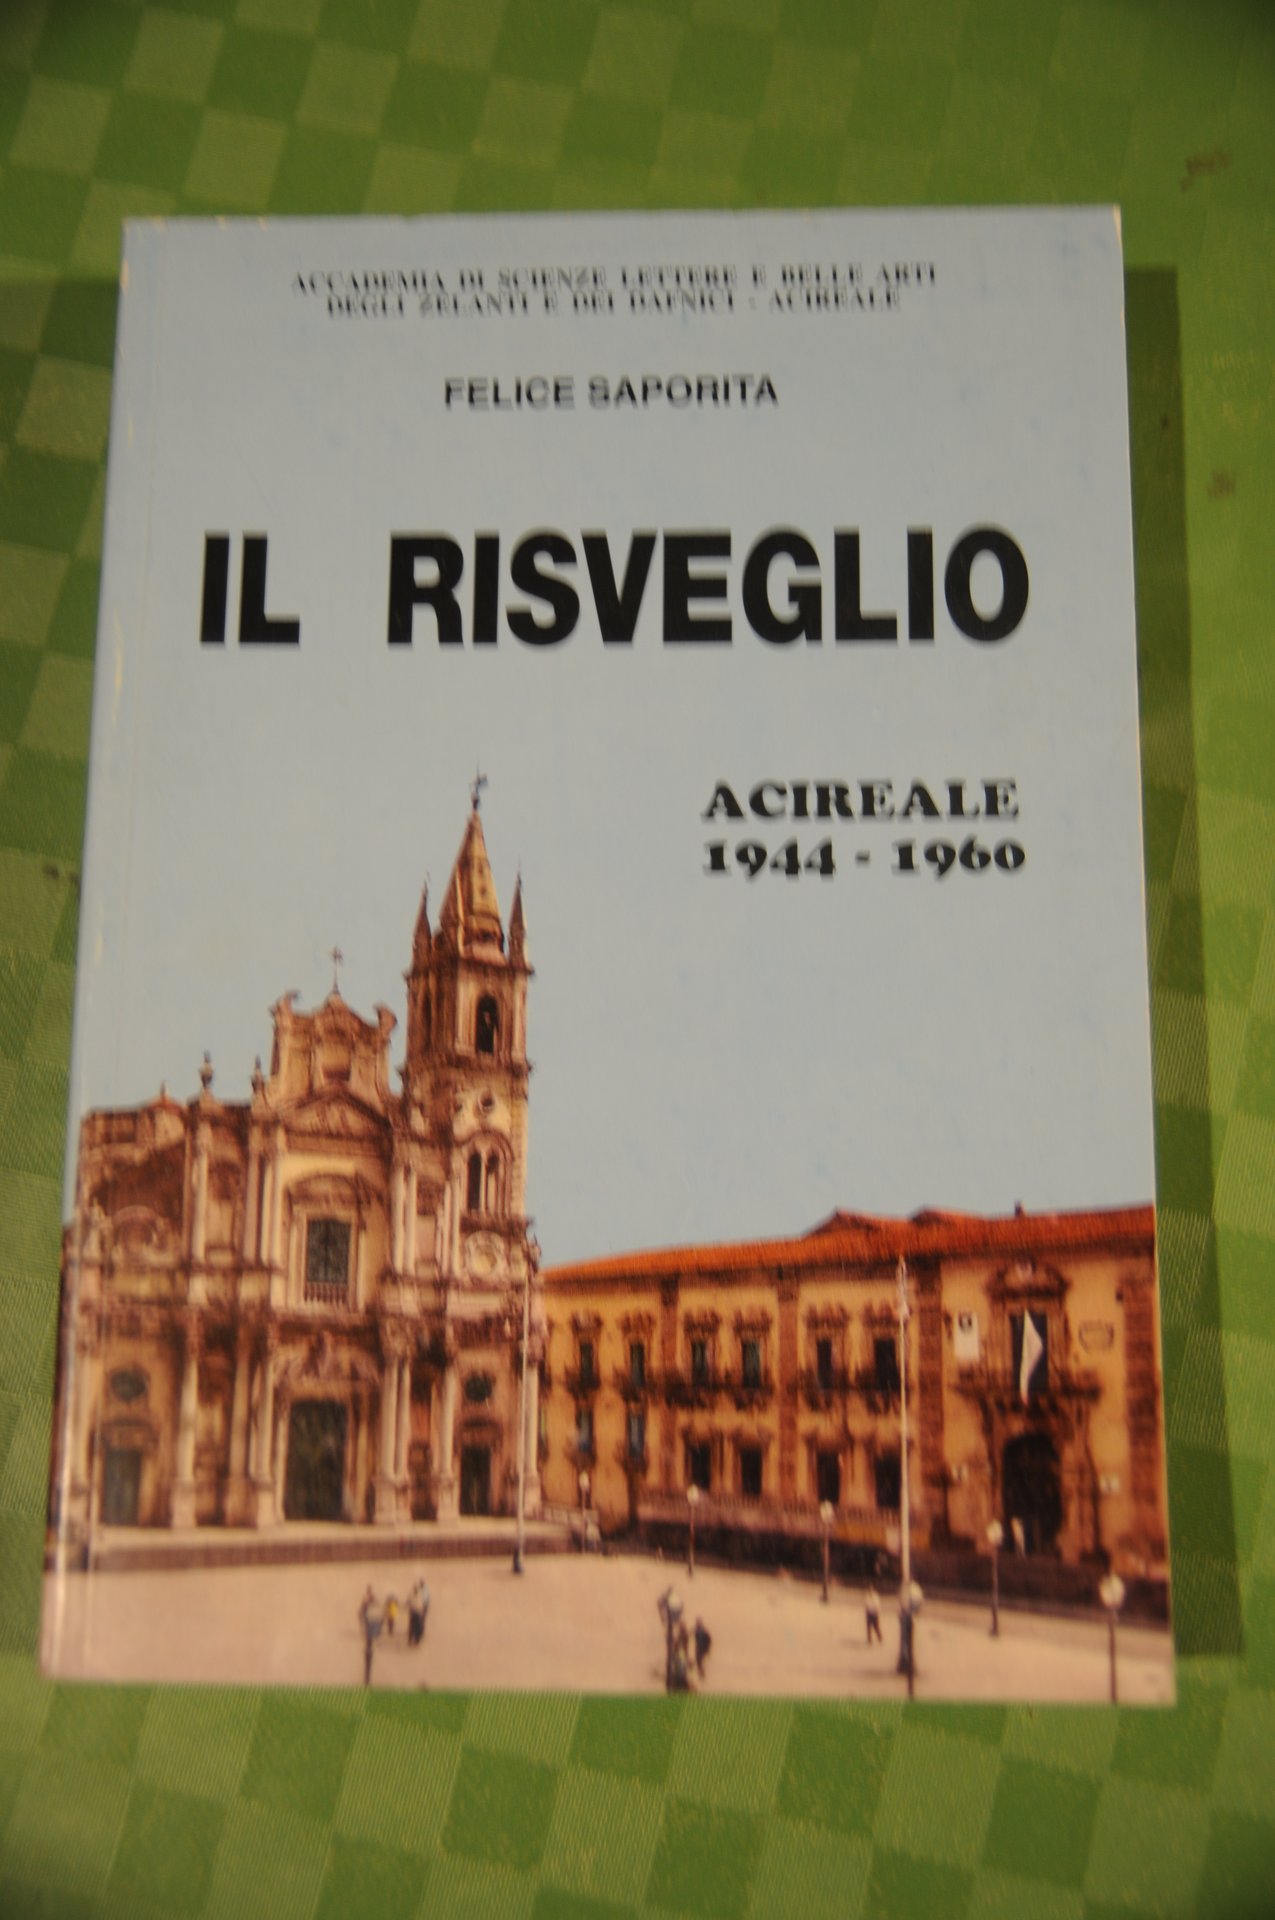 ACCADEMIA DI SCIENZE LETTERE E BELLE ARTI
DEGLI ZELANTI E DEI DAFNICI - ACIREALE
FELICE SAPORITA
IL RISVEGLIO
ACIREALE
1944 - 1960